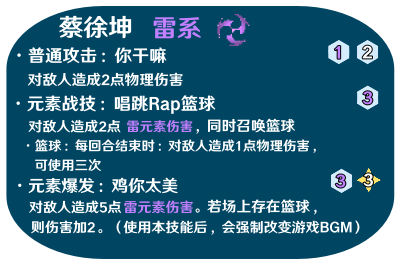 蔡徐坤 雷系
· 普通攻击：你干嘛 1 2
对敌人造成2点物理伤害
· 元素战技：唱跳Rap篮球 3
对敌人造成2点 雷元素伤害，同时召唤篮球
· 篮球：每回合结束时：对敌人造成1点物理伤害，
可使用三次
· 元素爆发：鸡你太美 3 3
对敌人造成5点雷元素伤害。若场上存在篮球，
则伤害加2。（使用本技能后，会强制改变游戏BGM）